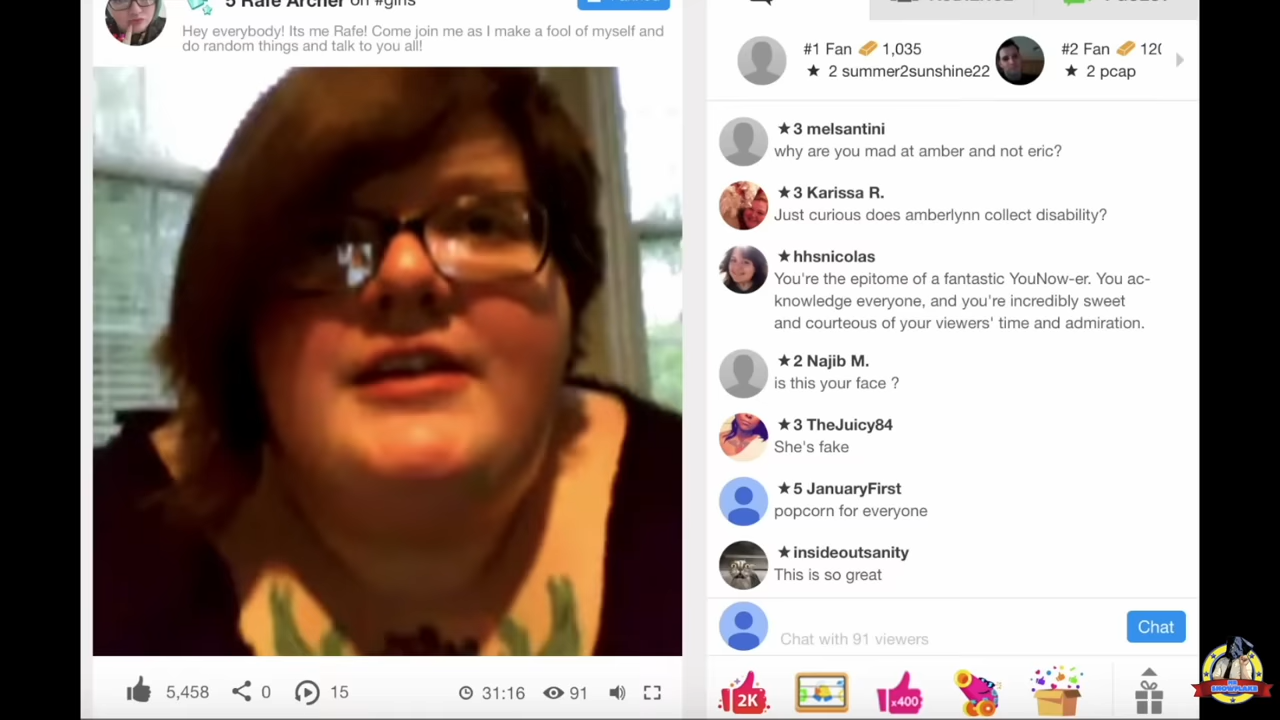 5 Rafe Archer on #girls
Hey everybody! Its me Rafe! Come join me as I make a fool of myself and
do random things and talk to you all!
#1 Fan 1,035
★ 2 summer2sunshine22
#2 Fan 120
★ 2 pcap
★3 melsantini
why are you mad at amber and not eric?
★3 Karissa R.
Just curious does amberlynn collect disability?
★hhsnicolas
You're the epitome of a fantastic YouNow-er. You ac-
knowledge everyone, and you're incredibly sweet
and courteous of your viewers' time and admiration.
★2 Najib M.
is this your face ?
★3 TheJuicy84
She's fake
★5 JanuaryFirst
popcorn for everyone
★insideoutsanity
This is so great
Chat with 91 viewers
Chat
5,458
0
15
31:16
91
2K
x400
SNOWFLAKE